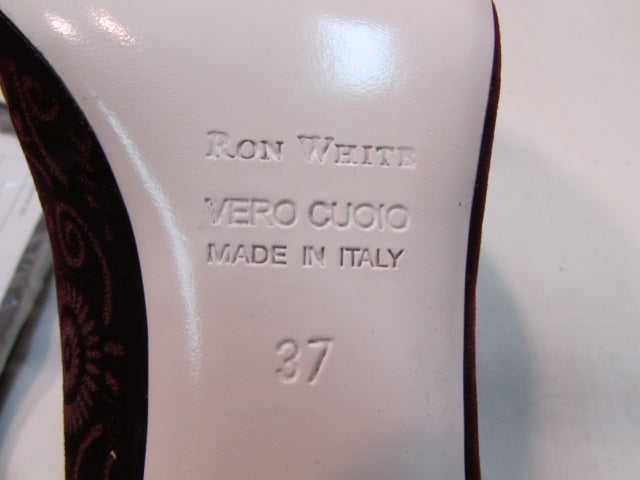 RON WHITE
VERO CUOIO
MADE IN ITALY
37